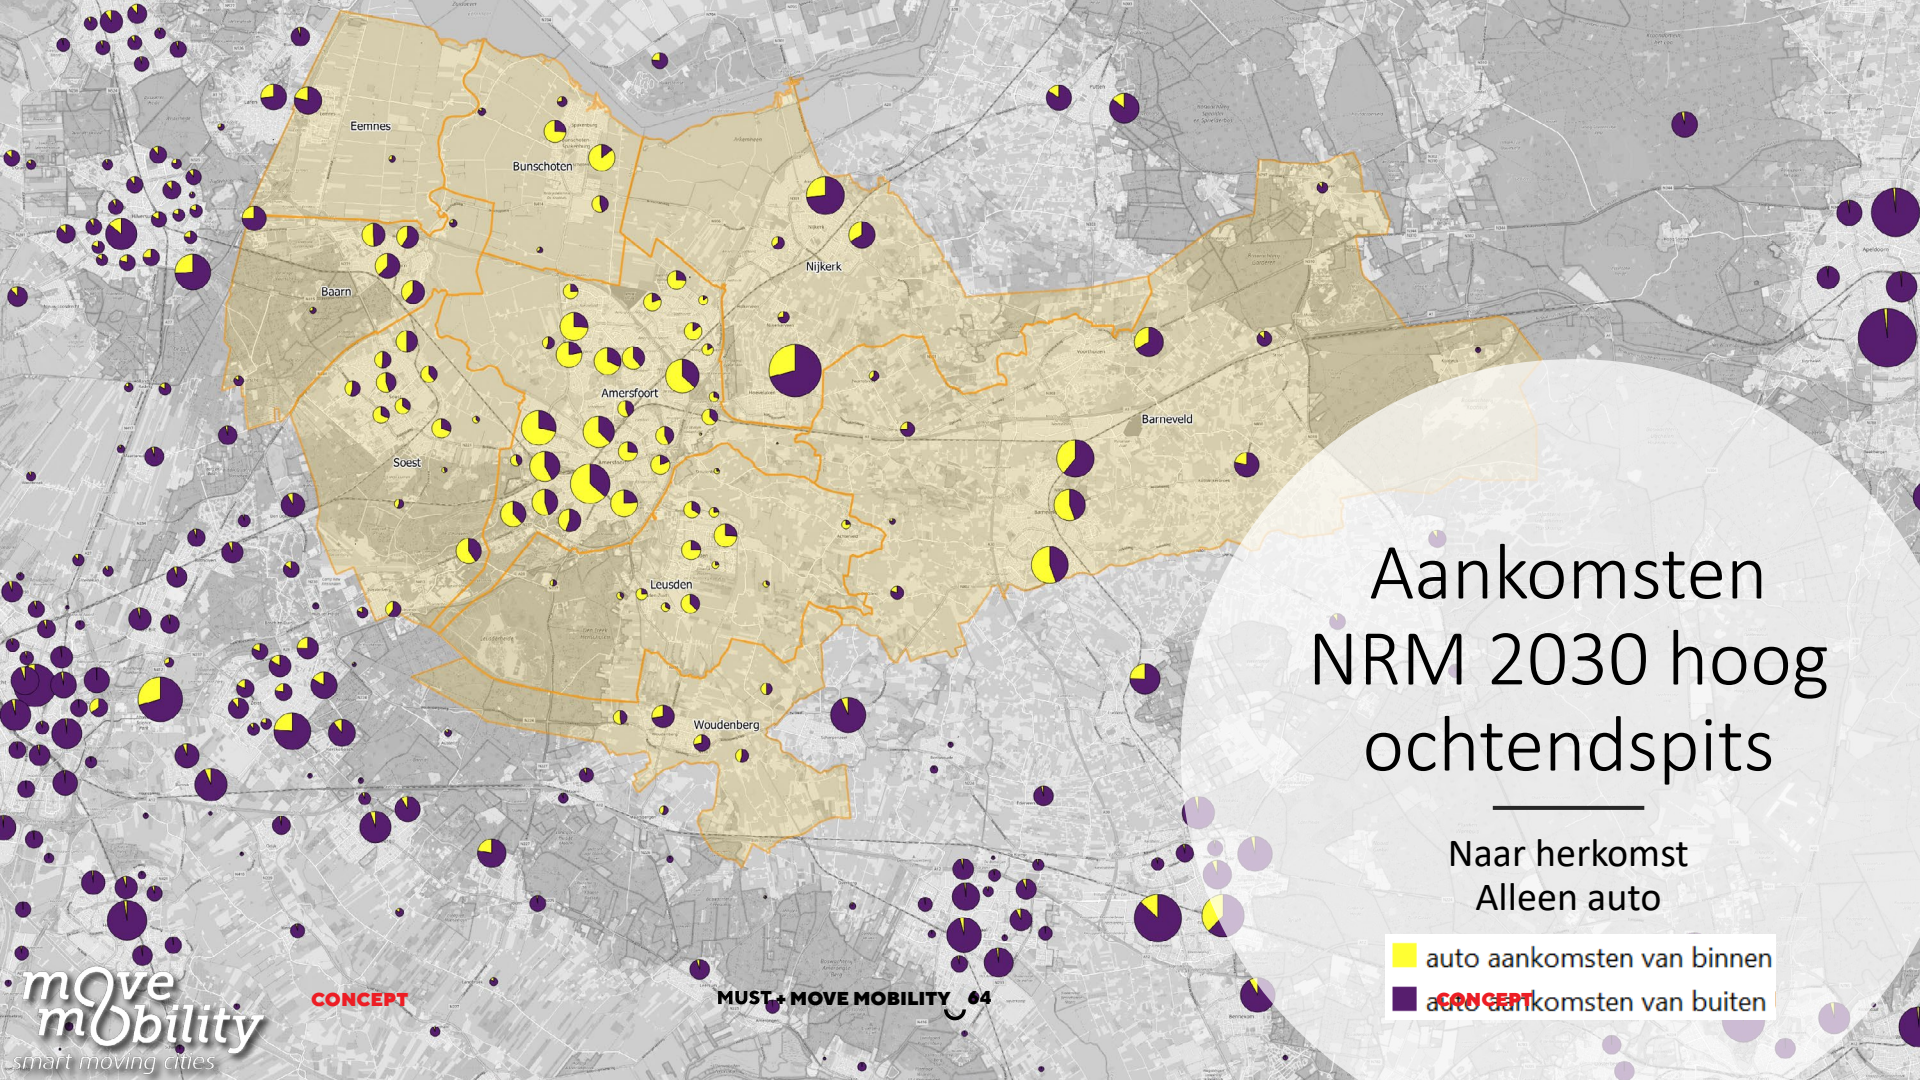 Eemnes
Bunschoten
Nijkerk
Baarn
Amersfoort
Barneveld
Soest
Leusden
Woudenberg
Aankomsten
NRM 2030 hoog
ochtendspits
Naar herkomst
Alleen auto
auto aankomsten van binnen
auto aankomsten van buiten
CONCEPT
move
mobility
smart moving cities
CONCEPT
MUST + MOVE MOBILITY
64